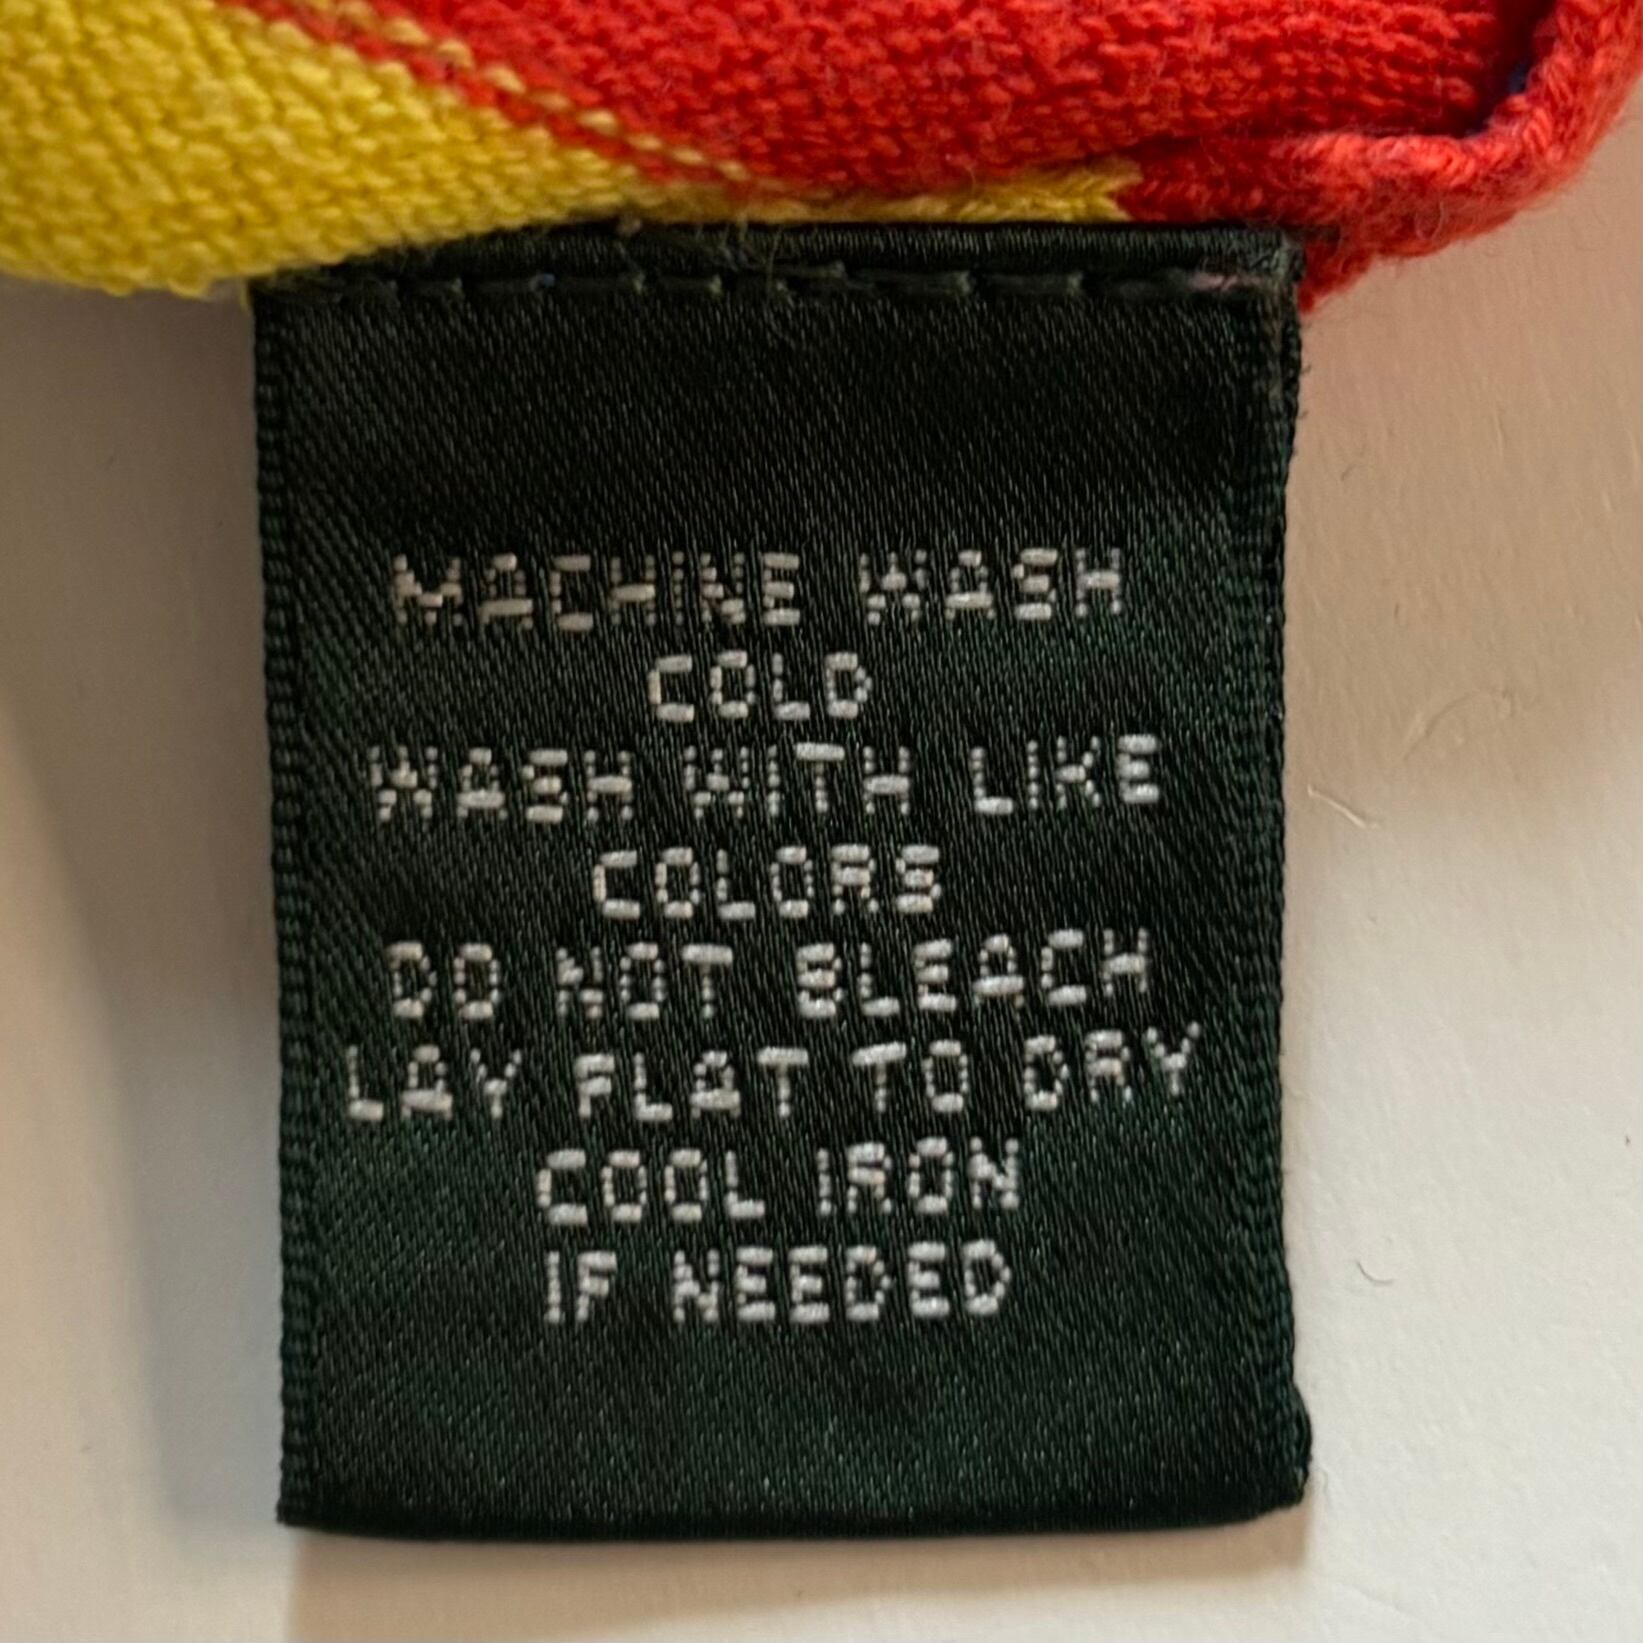 MACHINE WASH
COLD
WASH WITH LIKE
COLORS
DO NOT BLEACH
LAY FLAT TO DRY
COOL IRON
IF NEEDED